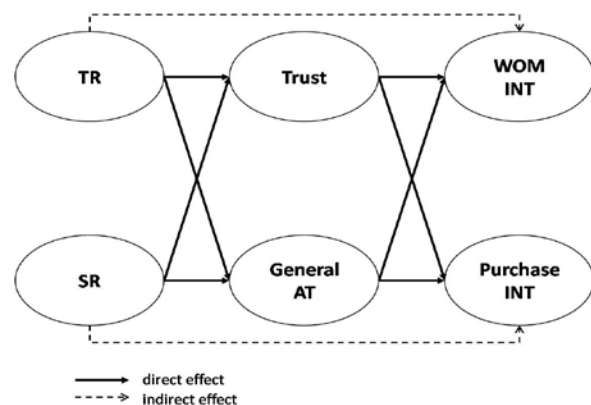 TR
Trust
WOM
INT
SR
General
AT
Purchase
INT
direct effect
indirect effect